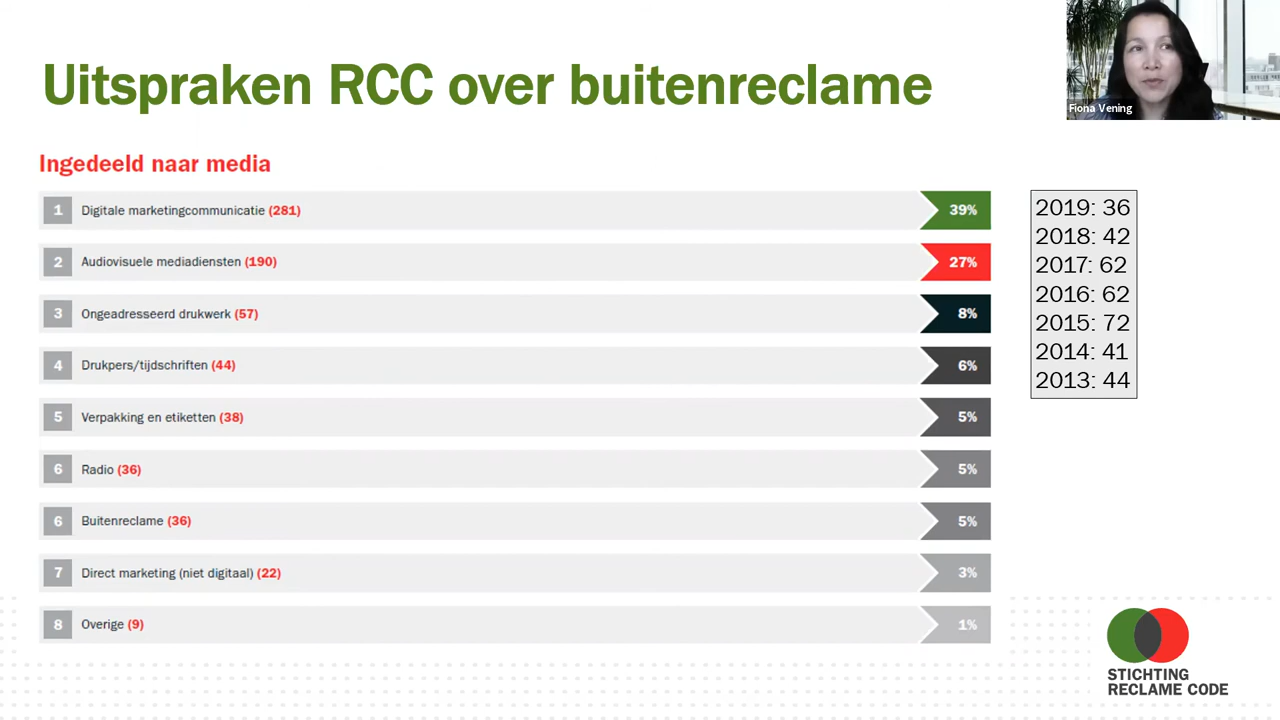 Uitspraken RCC over buitenreclame
Fiona Vening
Ingedeeld naar media
1 Digitale marketingcommunicatie (281) 39%
2 Audiovisuele mediadiensten (190) 27%
3 Ongeadresseerd drukwerk (57) 8%
4 Drukpers/tijdschriften (44) 6%
5 Verpakking en etiketten (38) 5%
6 Radio (36) 5%
6 Buitenreclame (36) 5%
7 Direct marketing (niet digitaal) (22) 3%
8 Overige (9) 1%
2019: 36
2018: 42
2017: 62
2016: 62
2015: 72
2014: 41
2013: 44
STICHTING
RECLAME CODE